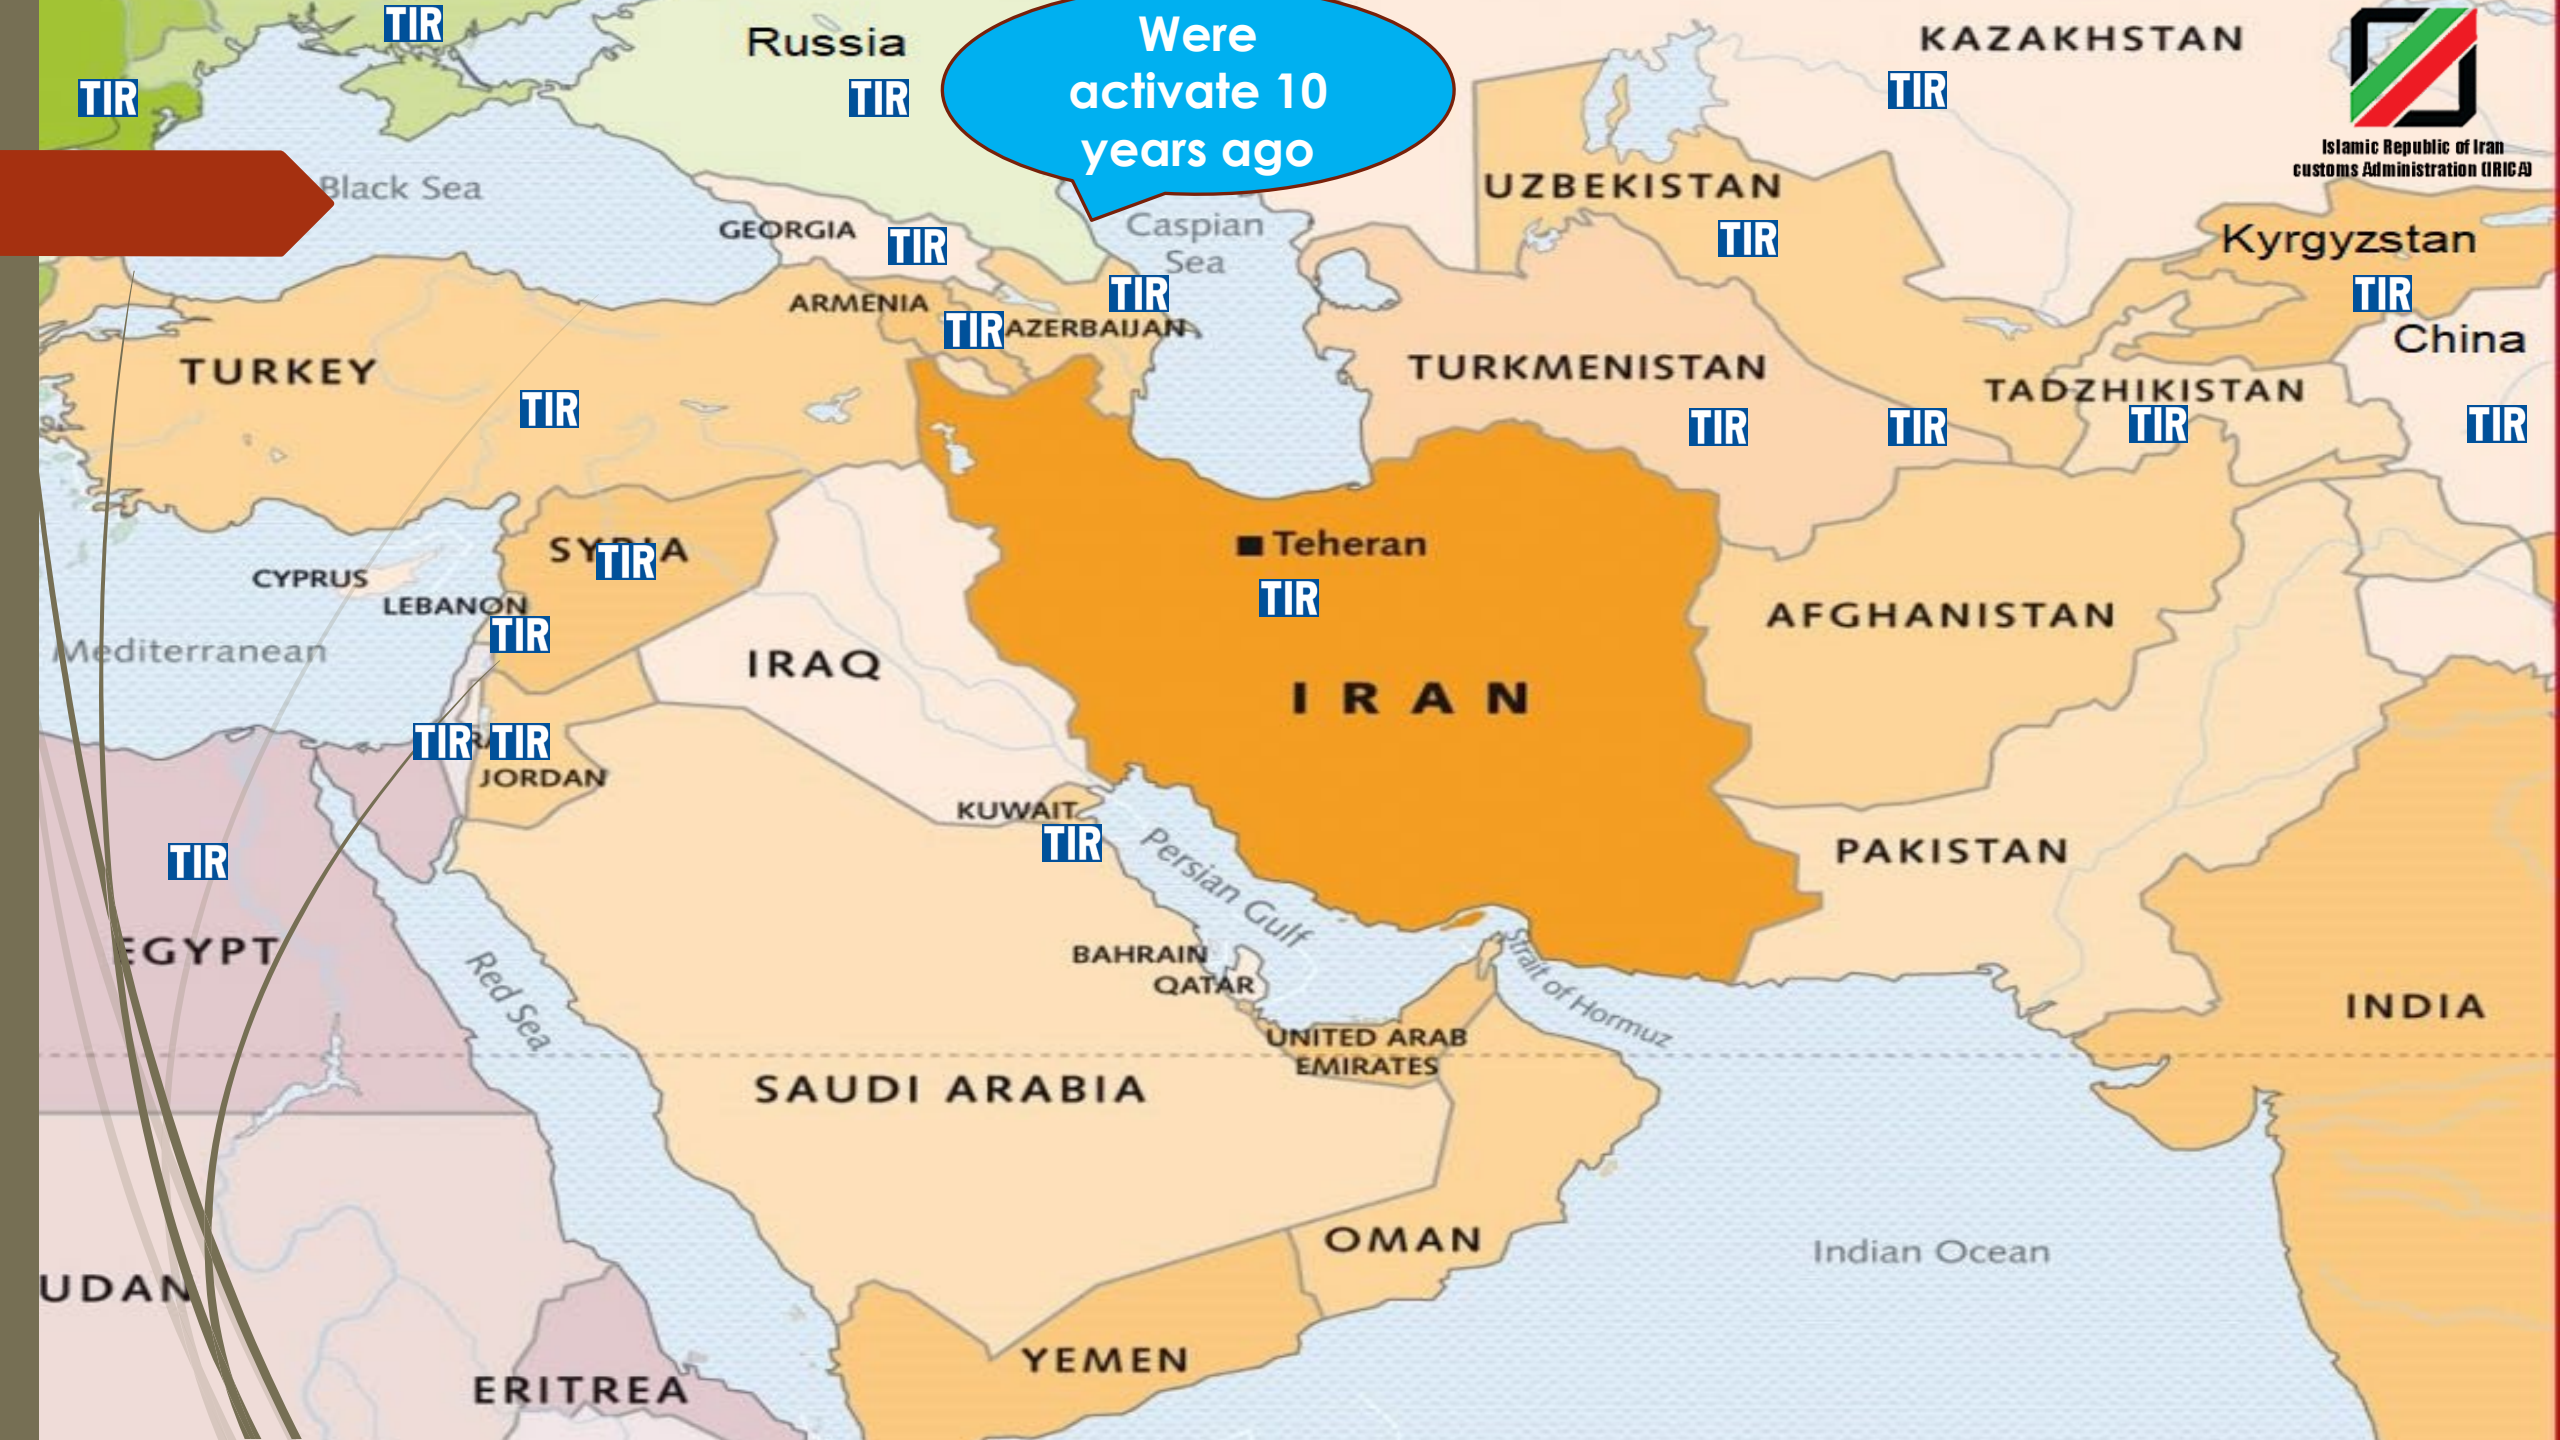 TIR
Were
activate 10
years ago
Russia
KAZAKHSTAN
TIR
TIR
TIR
Islamic Republic of Iran
customs Administration (IRICA)
Black Sea
UZBEKISTAN
GEORGIA
TIR
Caspian
Sea
TIR
Kyrgyzstan
ARMENIA
TIR
TIR
TIR
AZERBAIJAN
China
TURKEY
TURKMENISTAN
TADZHIKISTAN
TIR
TIR
TIR
TIR
TIR
SYRIA
TIR
Teheran
CYPRUS
TIR
LEBANON
TIR
AFGHANISTAN
Mediterranean
IRAQ
IRAN
TIR
TIR
JORDAN
KUWAIT
TIR
Persian Gulf
PAKISTAN
TIR
EGYPT
Red Sea
BAHRAIN
QATAR
Strait of Hormuz
INDIA
UNITED ARAB
EMIRATES
SAUDI ARABIA
OMAN
Indian Ocean
UDAN
YEMEN
ERITREA